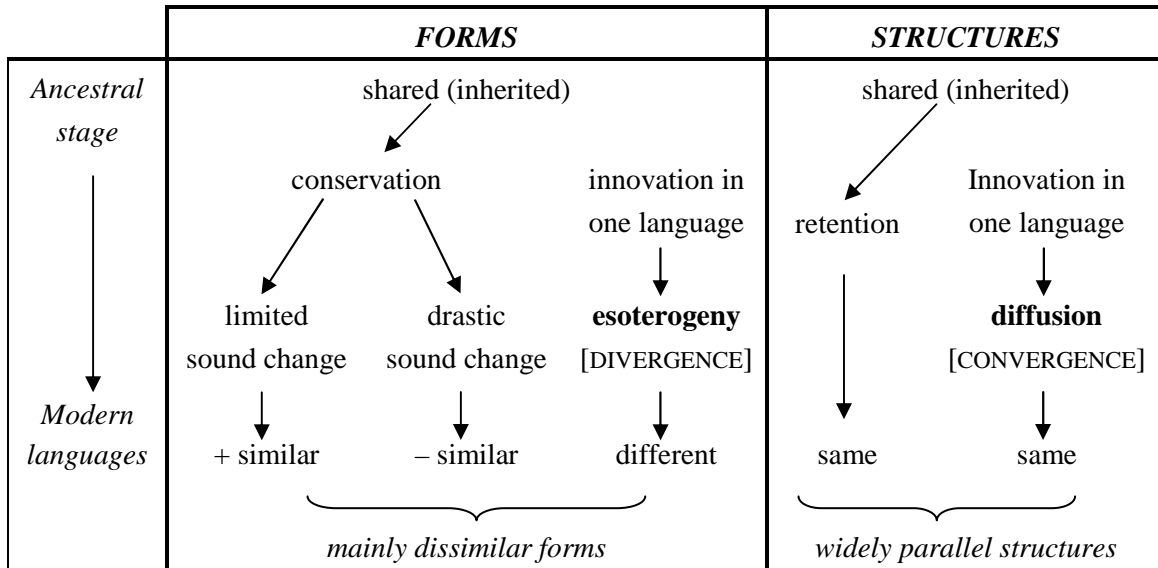 FORMS
STRUCTURES
Ancestral
stage
shared (inherited)
shared (inherited)
conservation
innovation in
one language
retention
Innovation in
one language
limited
sound change
drastic
sound change
esoterogeny
[DIVERGENCE]
diffusion
[CONVERGENCE]
Modern
languages
+ similar
– similar
different
same
same
mainly dissimilar forms
widely parallel structures